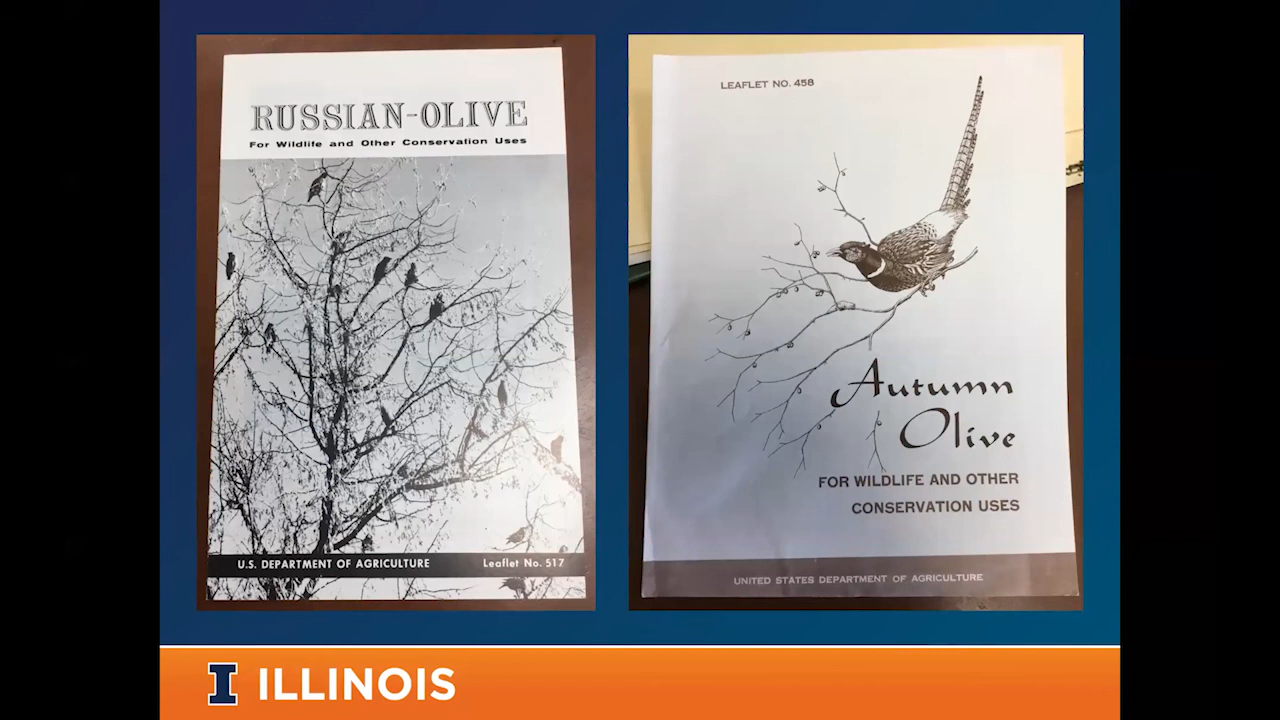 RUSSIAN-OLIVE
For Wildlife and Other Conservation Uses
U.S. DEPARTMENT OF AGRICULTURE
Leaflet No. 517
LEAFLET NO. 458
Autumn
Olive
FOR WILDLIFE AND OTHER
CONSERVATION USES
UNITED STATES DEPARTMENT OF AGRICULTURE
I ILLINOIS